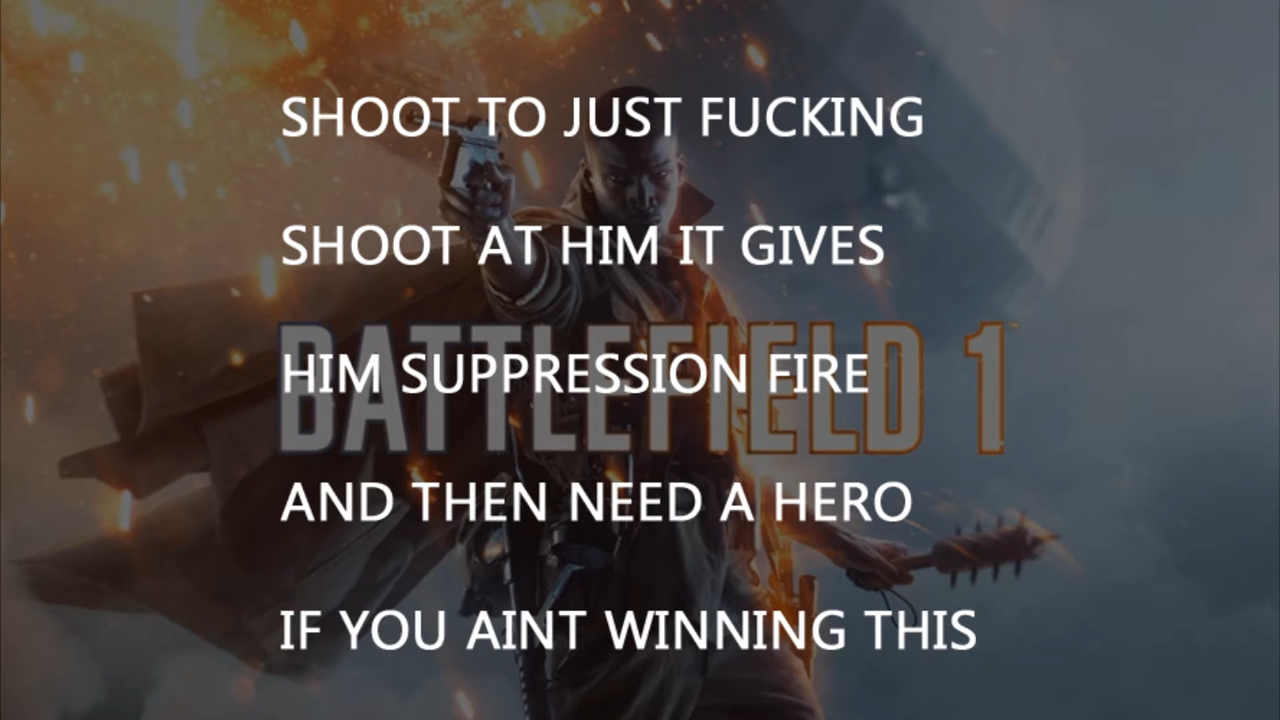 SHOOT TO JUST FUCKING
SHOOT AT HIM IT GIVES
HIM SUPPRESSION FIRE
BATTLEFIELD 1
AND THEN NEED A HERO
IF YOU AINT WINNING THIS